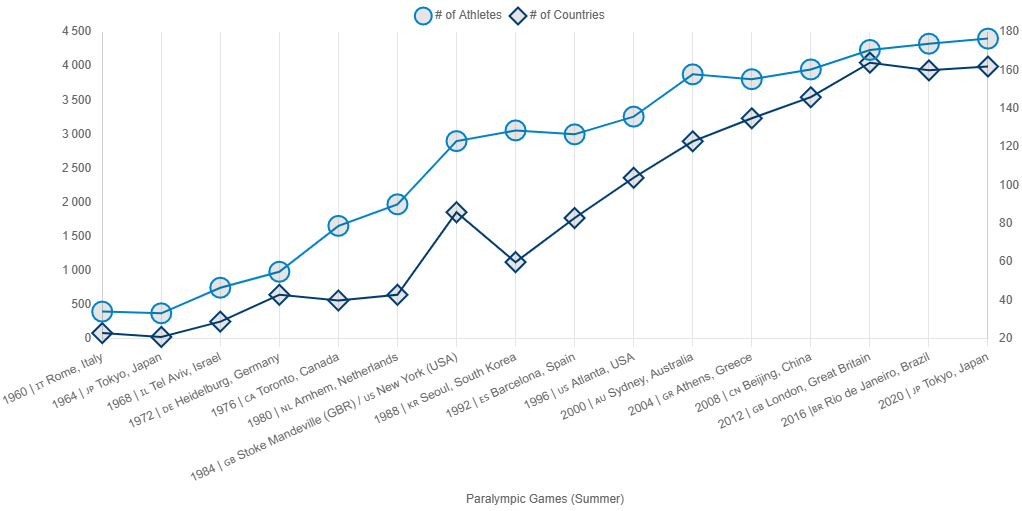 # of Athletes # of Countries
4 500 180
4 000 160
3 500 140
3 000 120
2 500 100
2 000 80
1 500 60
1 000 40
500 20
0
1960 | IT Rome, Italy
1964 | JP Tokyo, Japan
1968 | IL Tel Aviv, Israel
1972 | DE Heidelburg, Germany
1976 | CA Toronto, Canada
1980 | NL Arnhem, Netherlands
1984 | GB Stoke Mandeville (GBR) / US New York (USA)
1988 | KR Seoul, South Korea
1992 | ES Barcelona, Spain
1996 | US Atlanta, USA
2000 | AU Sydney, Australia
2004 | GR Athens, Greece
2008 | CN Beijing, China
2012 | GB London, Great Britain
2016 |BR Rio de Janeiro, Brazil
2020 | JP Tokyo, Japan
Paralympic Games (Summer)